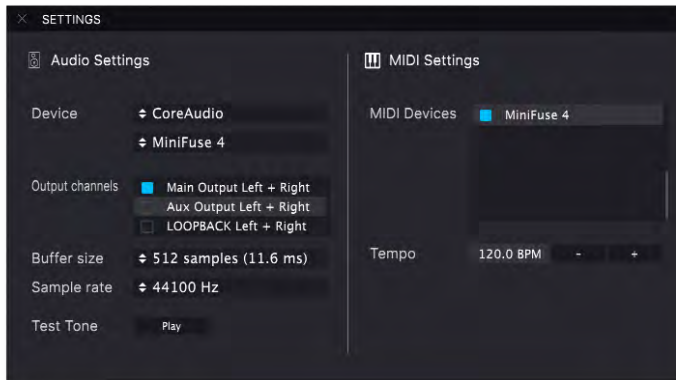 SETTINGS
Audio Settings
Device
CoreAudio
MiniFuse 4
Output channels
Main Output Left + Right
Aux Output Left + Right
LOOPBACK Left + Right
Buffer size
512 samples (11.6 ms)
Sample rate
44100 Hz
Test Tone
Play
MIDI Settings
MIDI Devices
MiniFuse 4
Tempo
120.0 BPM
-
+